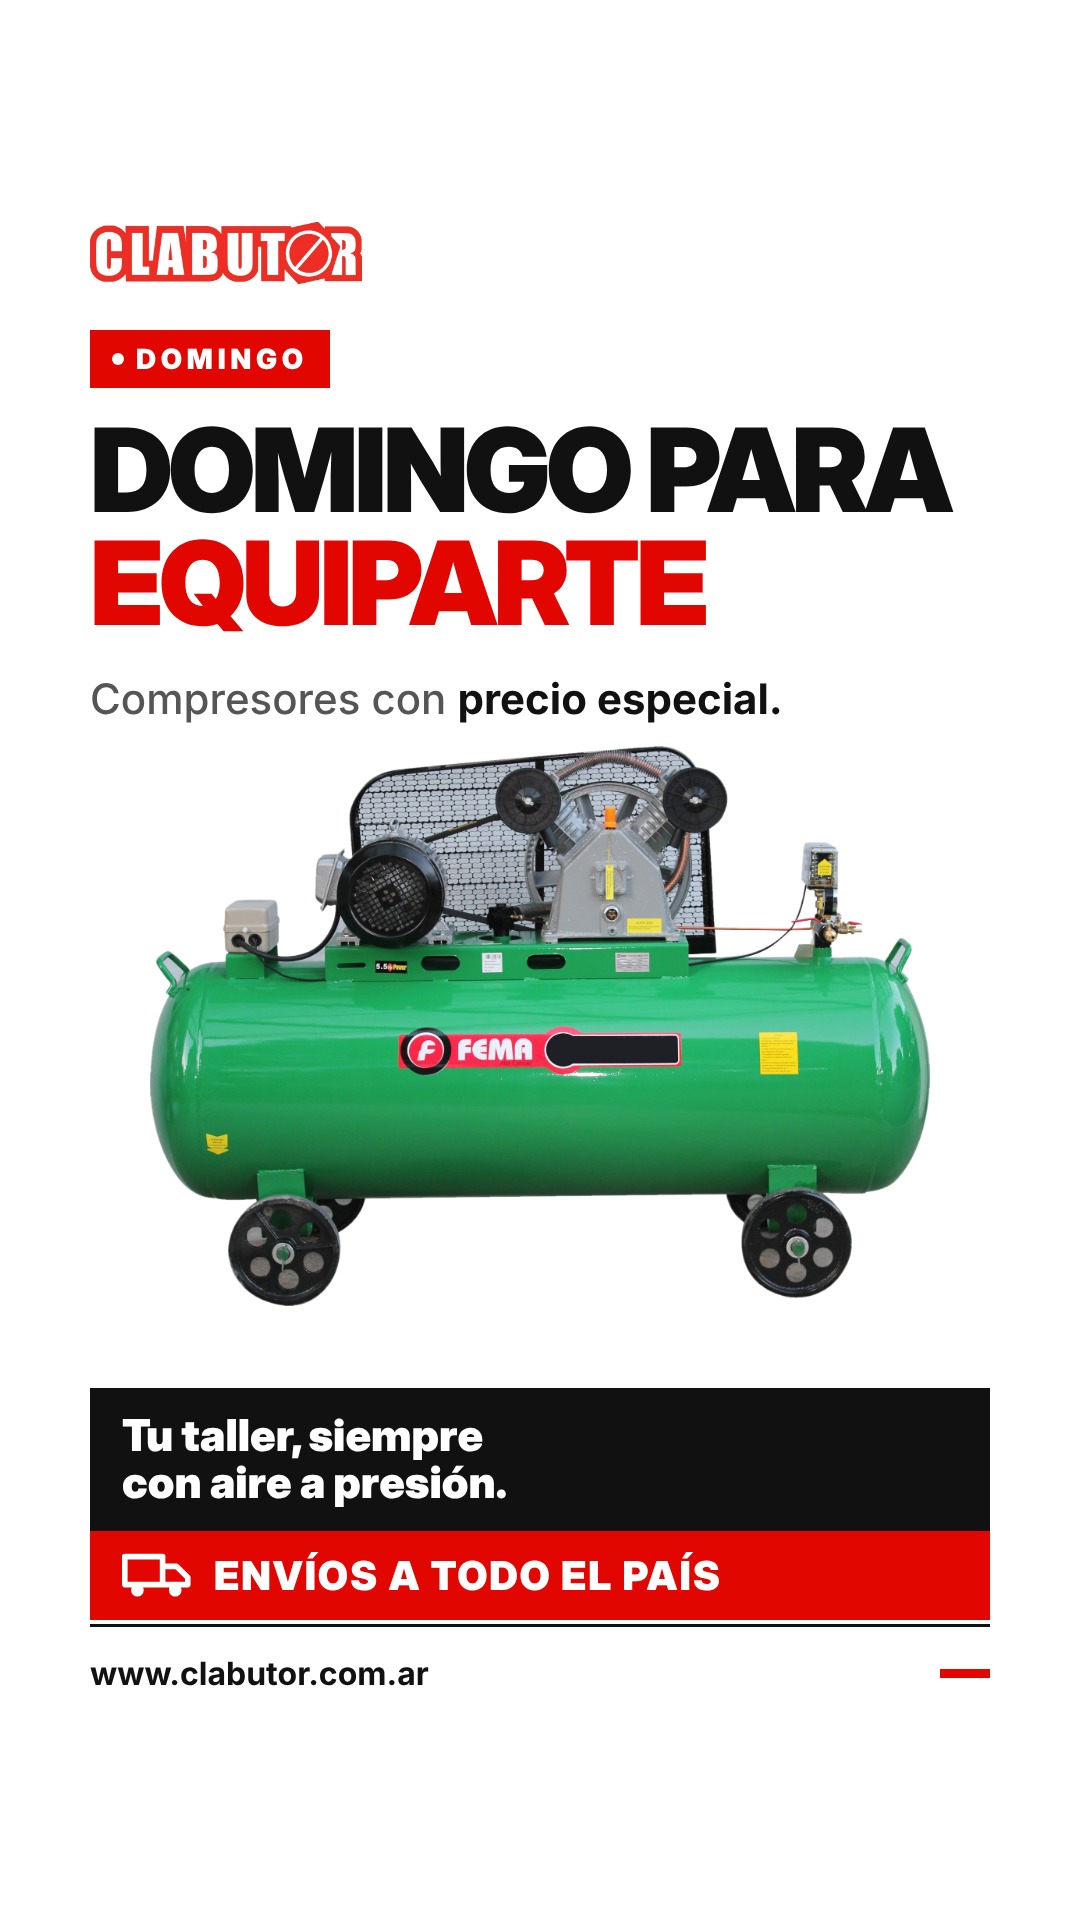 CLABUTOR
• DOMINGO
DOMINGO PARA
EQUIPARTE
Compresores con precio especial.
5.5
FEMA
Tu taller, siempre
con aire a presión.
ENVÍOS A TODO EL PAÍS
www.clabutor.com.ar